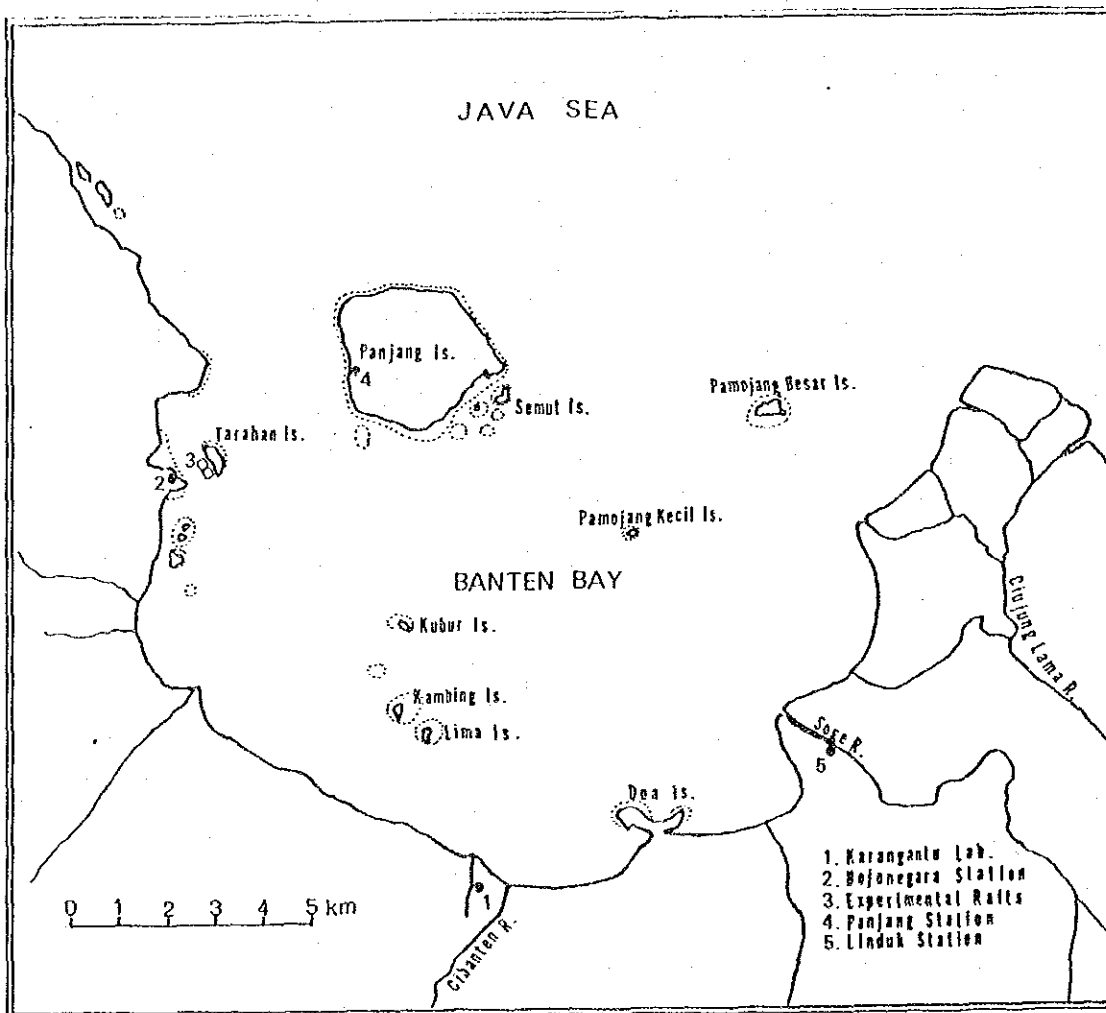 JAVA SEA
Panjang Is.
4
Semut Is.
Pamojang Besar Is.
Tarahan Is.
3
2
Pamojang Kecil Is.
BANTEN BAY
Kubur Is.
Ciujung Lama R.
Kambing Is.
Lima Is.
Soge R.
5
Doa Is.
1
Cibanten R.
0 1 2 3 4 5 km
1. Karangantu Lab.
2. Bojonegara Station
3. Experimental Raits
4. Panjang Station
5. Linduk Station